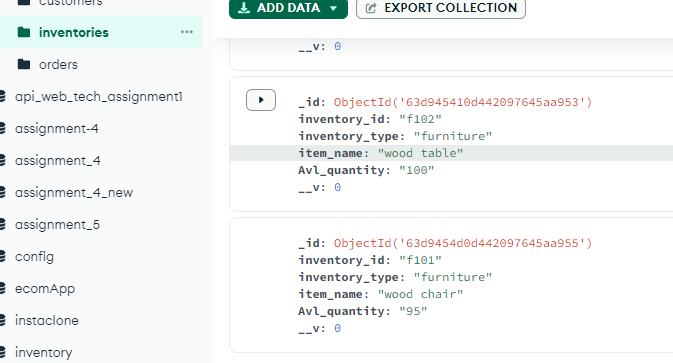 customers
ADD DATA
EXPORT COLLECTION
inventories
orders
api_web_tech_assignment1
assignment-4
assignment_4
assignment_4_new
assignment_5
config
ecomApp
instaclone
inventory
__v: 0
_id: ObjectId('63d945410d442097645aa953')
inventory_id: "f102"
inventory_type: "furniture"
item_name: "wood table"
Avl_quantity: "100"
__v: 0
_id: ObjectId('63d9454d0d442097645aa955')
inventory_id: "f101"
inventory_type: "furniture"
item_name: "wood chair"
Avl_quantity: "95"
__v: 0